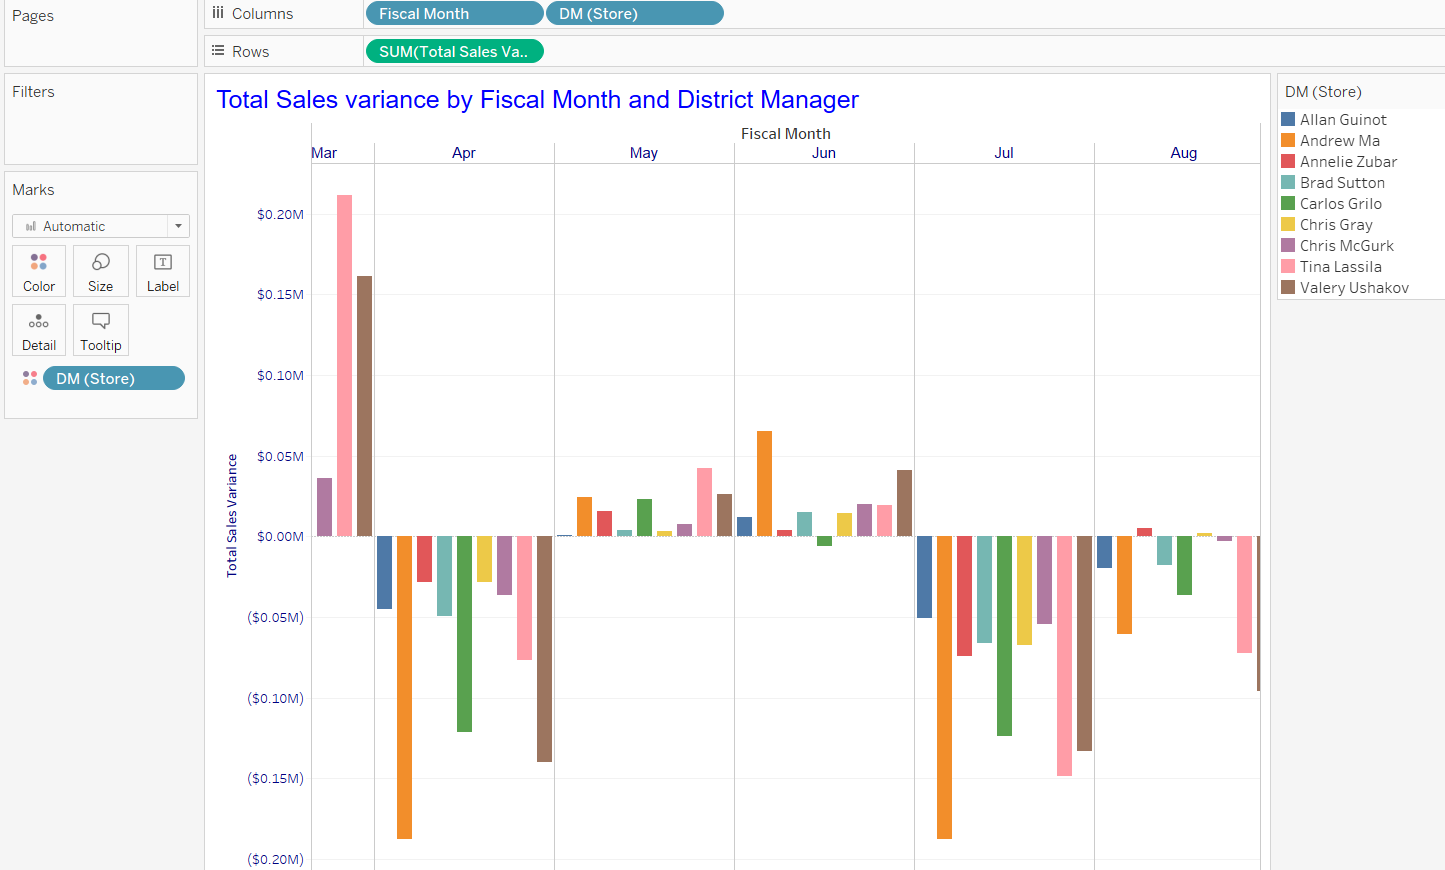 Pages
Columns
Fiscal Month
DM (Store)
Rows
SUM(Total Sales Va..
Filters
Marks
Automatic
Color
Size
Label
Detail
Tooltip
DM (Store)
Total Sales variance by Fiscal Month and District Manager
Fiscal Month
Mar
Apr
May
Jun
Jul
Aug
Total Sales Variance
$0.20M
$0.15M
$0.10M
$0.05M
$0.00M
($0.05M)
($0.10M)
($0.15M)
($0.20M)
DM (Store)
Allan Guinot
Andrew Ma
Annelie Zubar
Brad Sutton
Carlos Grilo
Chris Gray
Chris McGurk
Tina Lassila
Valery Ushakov